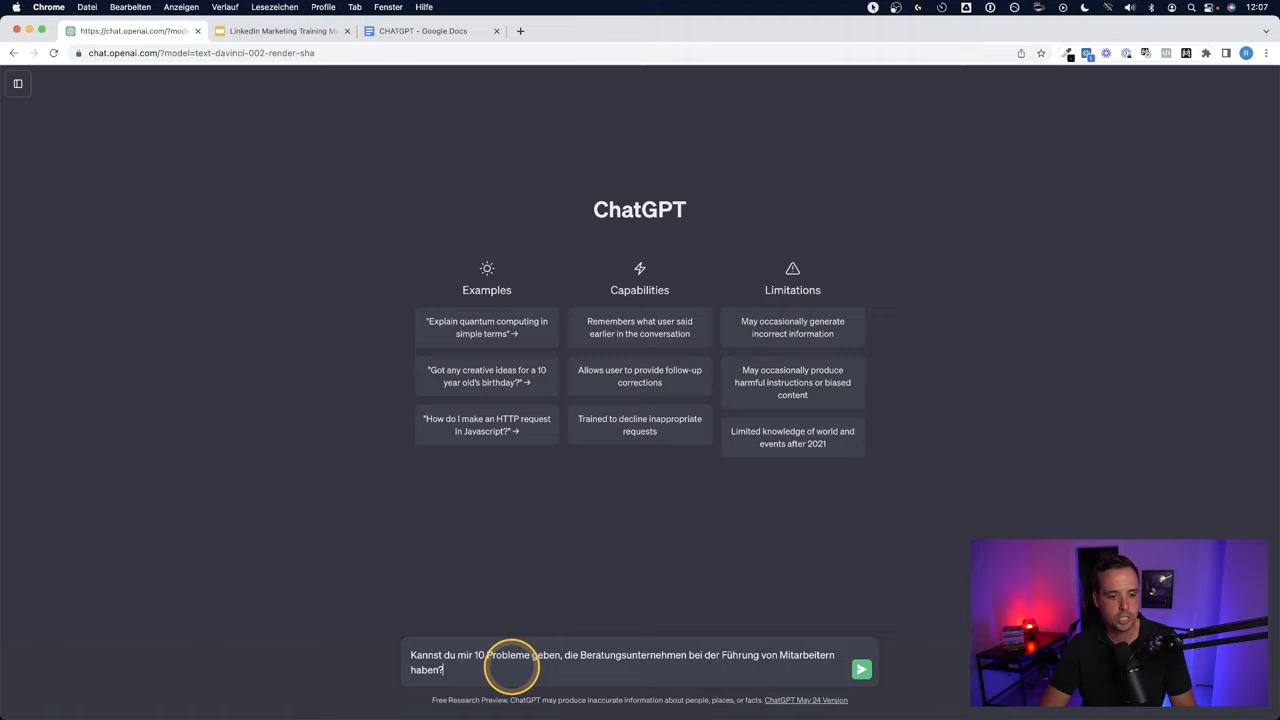 Chrome Datei Bearbeiten Anzeigen Verlauf Lesezeichen Profile Tab Fenster Hilfe 12:07
https://chat.openai.com/?mode LinkedIn Marketing Training Ma CHATGPT - Google Docs
chat.openai.com/?model=text-davinci-002-render-sha
ChatGPT
Examples
"Explain quantum computing in
simple terms" →
"Got any creative ideas for a 10
year old's birthday?" →
"How do I make an HTTP request
in Javascript?" →
Capabilities
Remembers what user said
earlier in the conversation
Allows user to provide follow-up
corrections
Trained to decline inappropriate
requests
Limitations
May occasionally generate
incorrect information
May occasionally produce
harmful instructions or biased
content
Limited knowledge of world and
events after 2021
Kannst du mir 10 Probleme geben, die Beratungsunternehmen bei der Führung von Mitarbeitern
haben?
Free Research Preview. ChatGPT may produce inaccurate information about people, places, or facts. ChatGPT May 24 Version